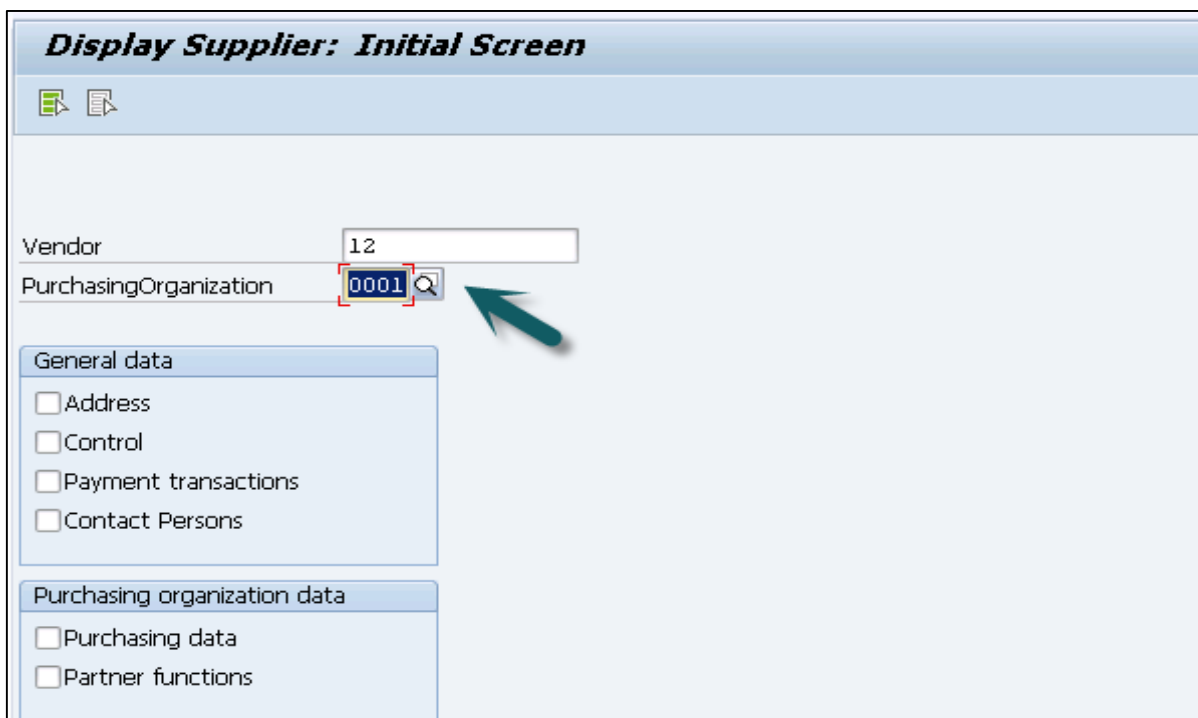 Display Supplier: Initial Screen
Vendor 12
PurchasingOrganization 0001
General data
Address
Control
Payment transactions
Contact Persons
Purchasing organization data
Purchasing data
Partner functions